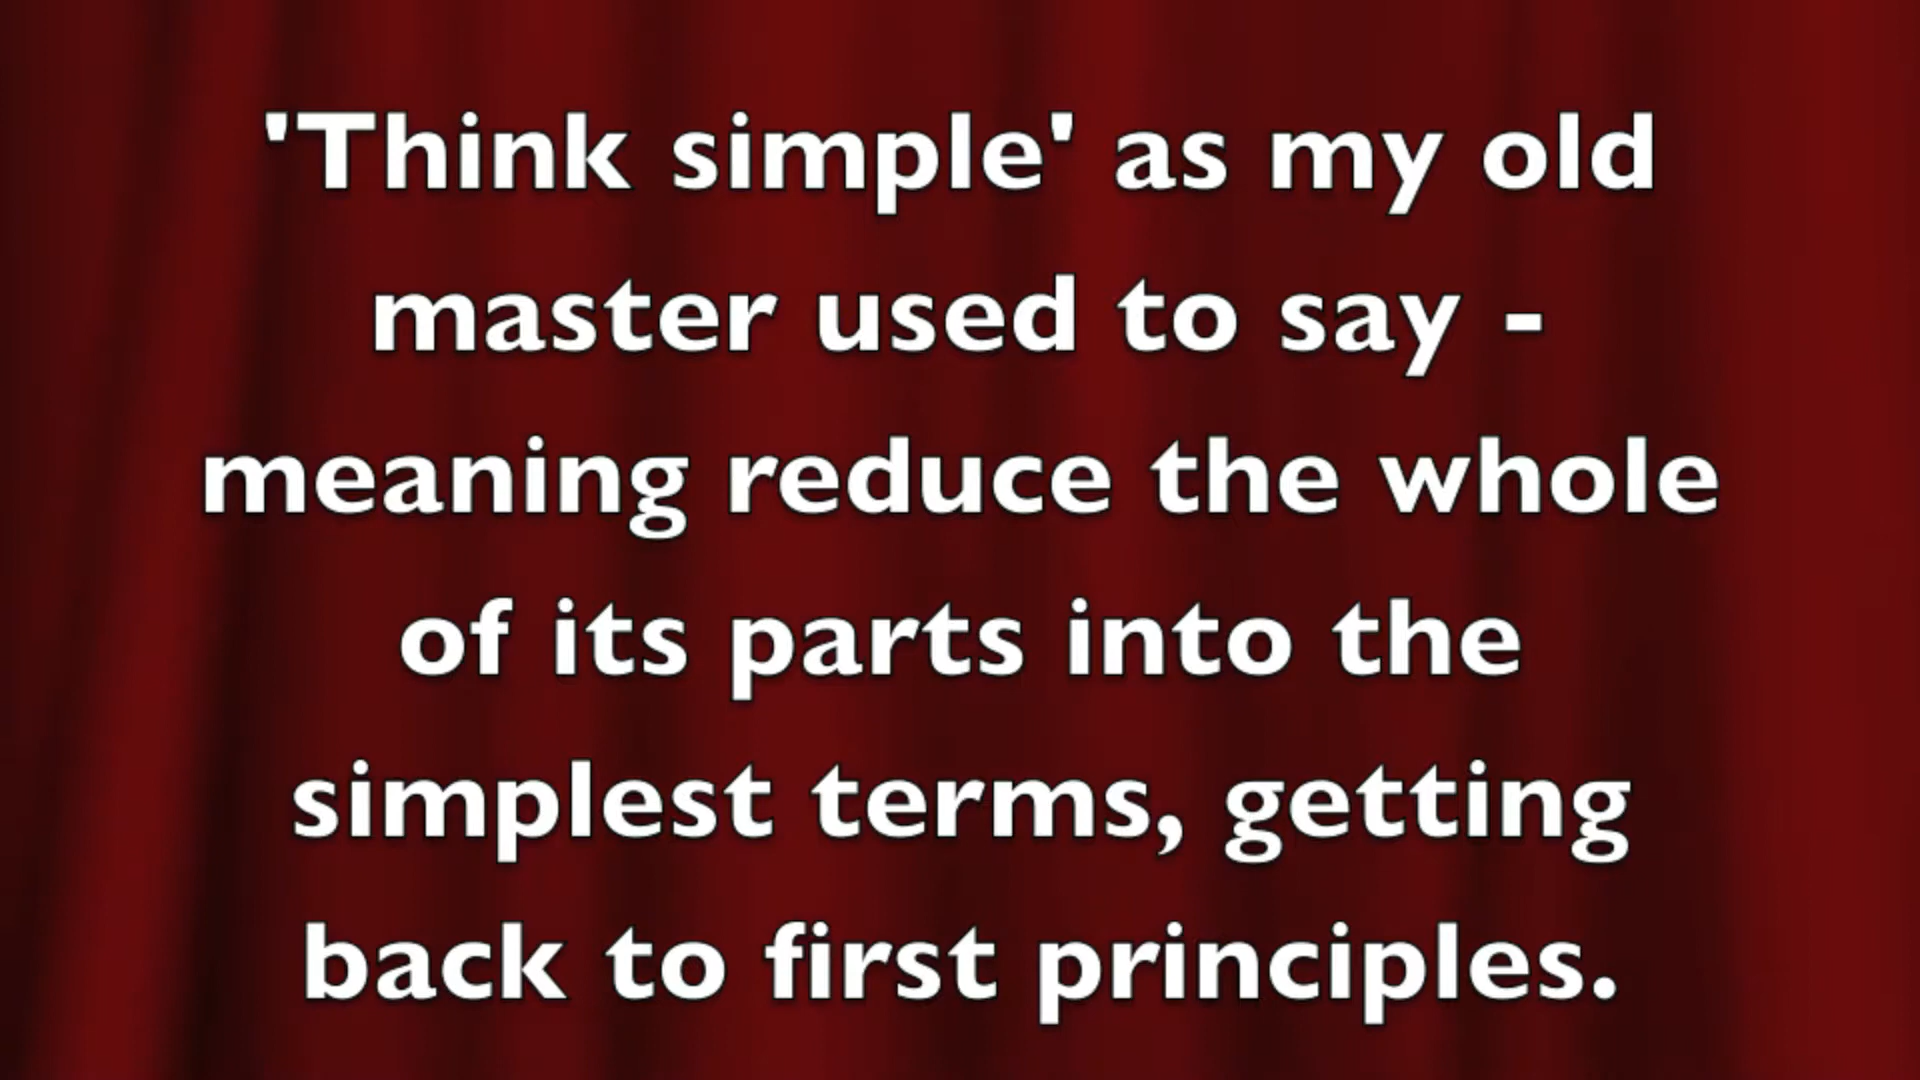 'Think simple' as my old
master used to say -
meaning reduce the whole
of its parts into the
simplest terms, getting
back to first principles.